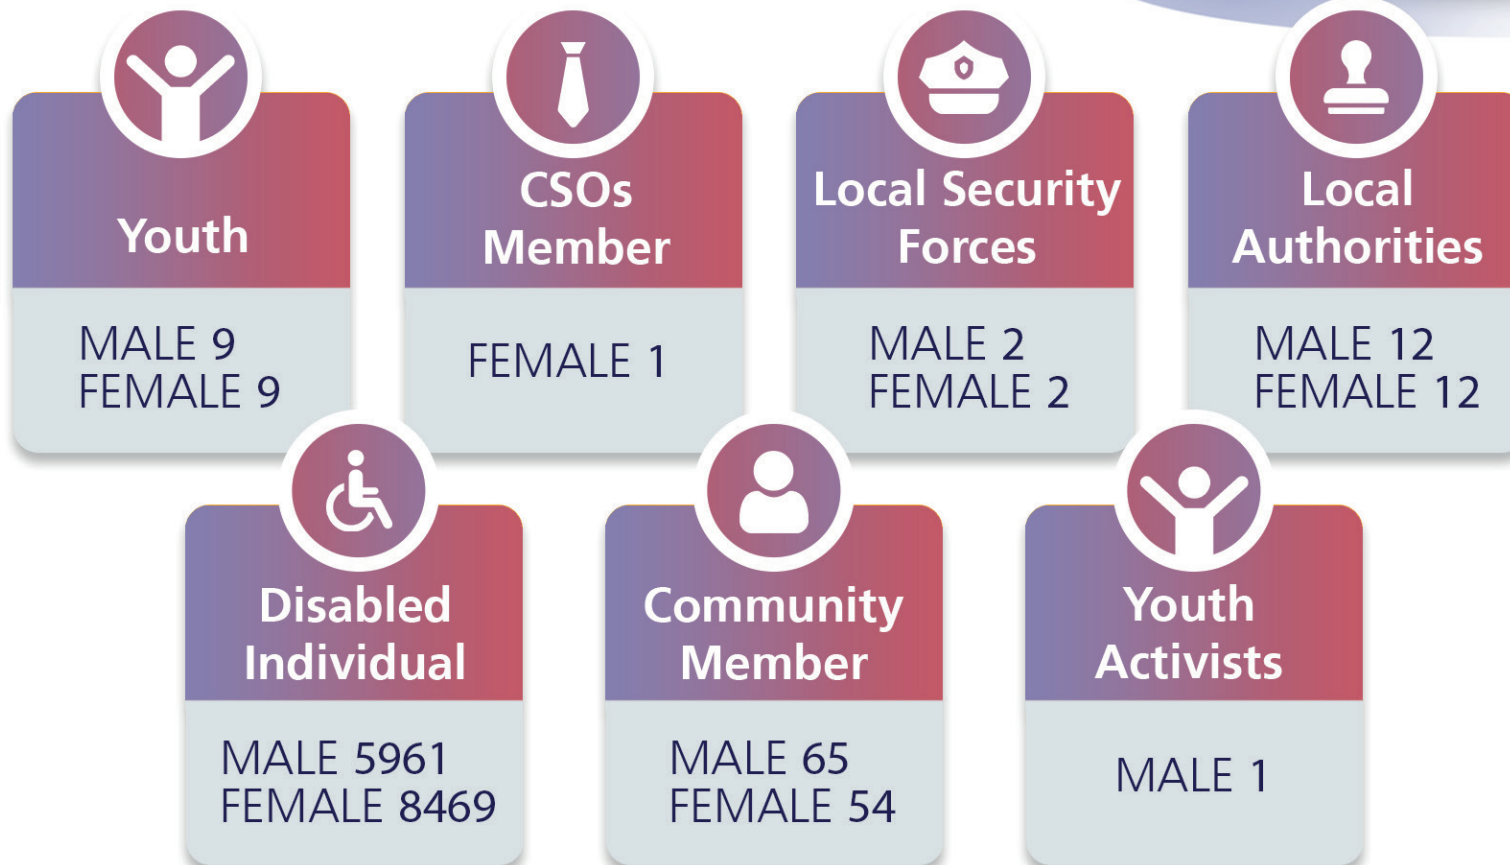 Youth
MALE 9
FEMALE 9
CSOs
Member
FEMALE 1
Local Security
Forces
MALE 2
FEMALE 2
Local
Authorities
MALE 12
FEMALE 12
Disabled
Individual
MALE 5961
FEMALE 8469
Community
Member
MALE 65
FEMALE 54
Youth
Activists
MALE 1